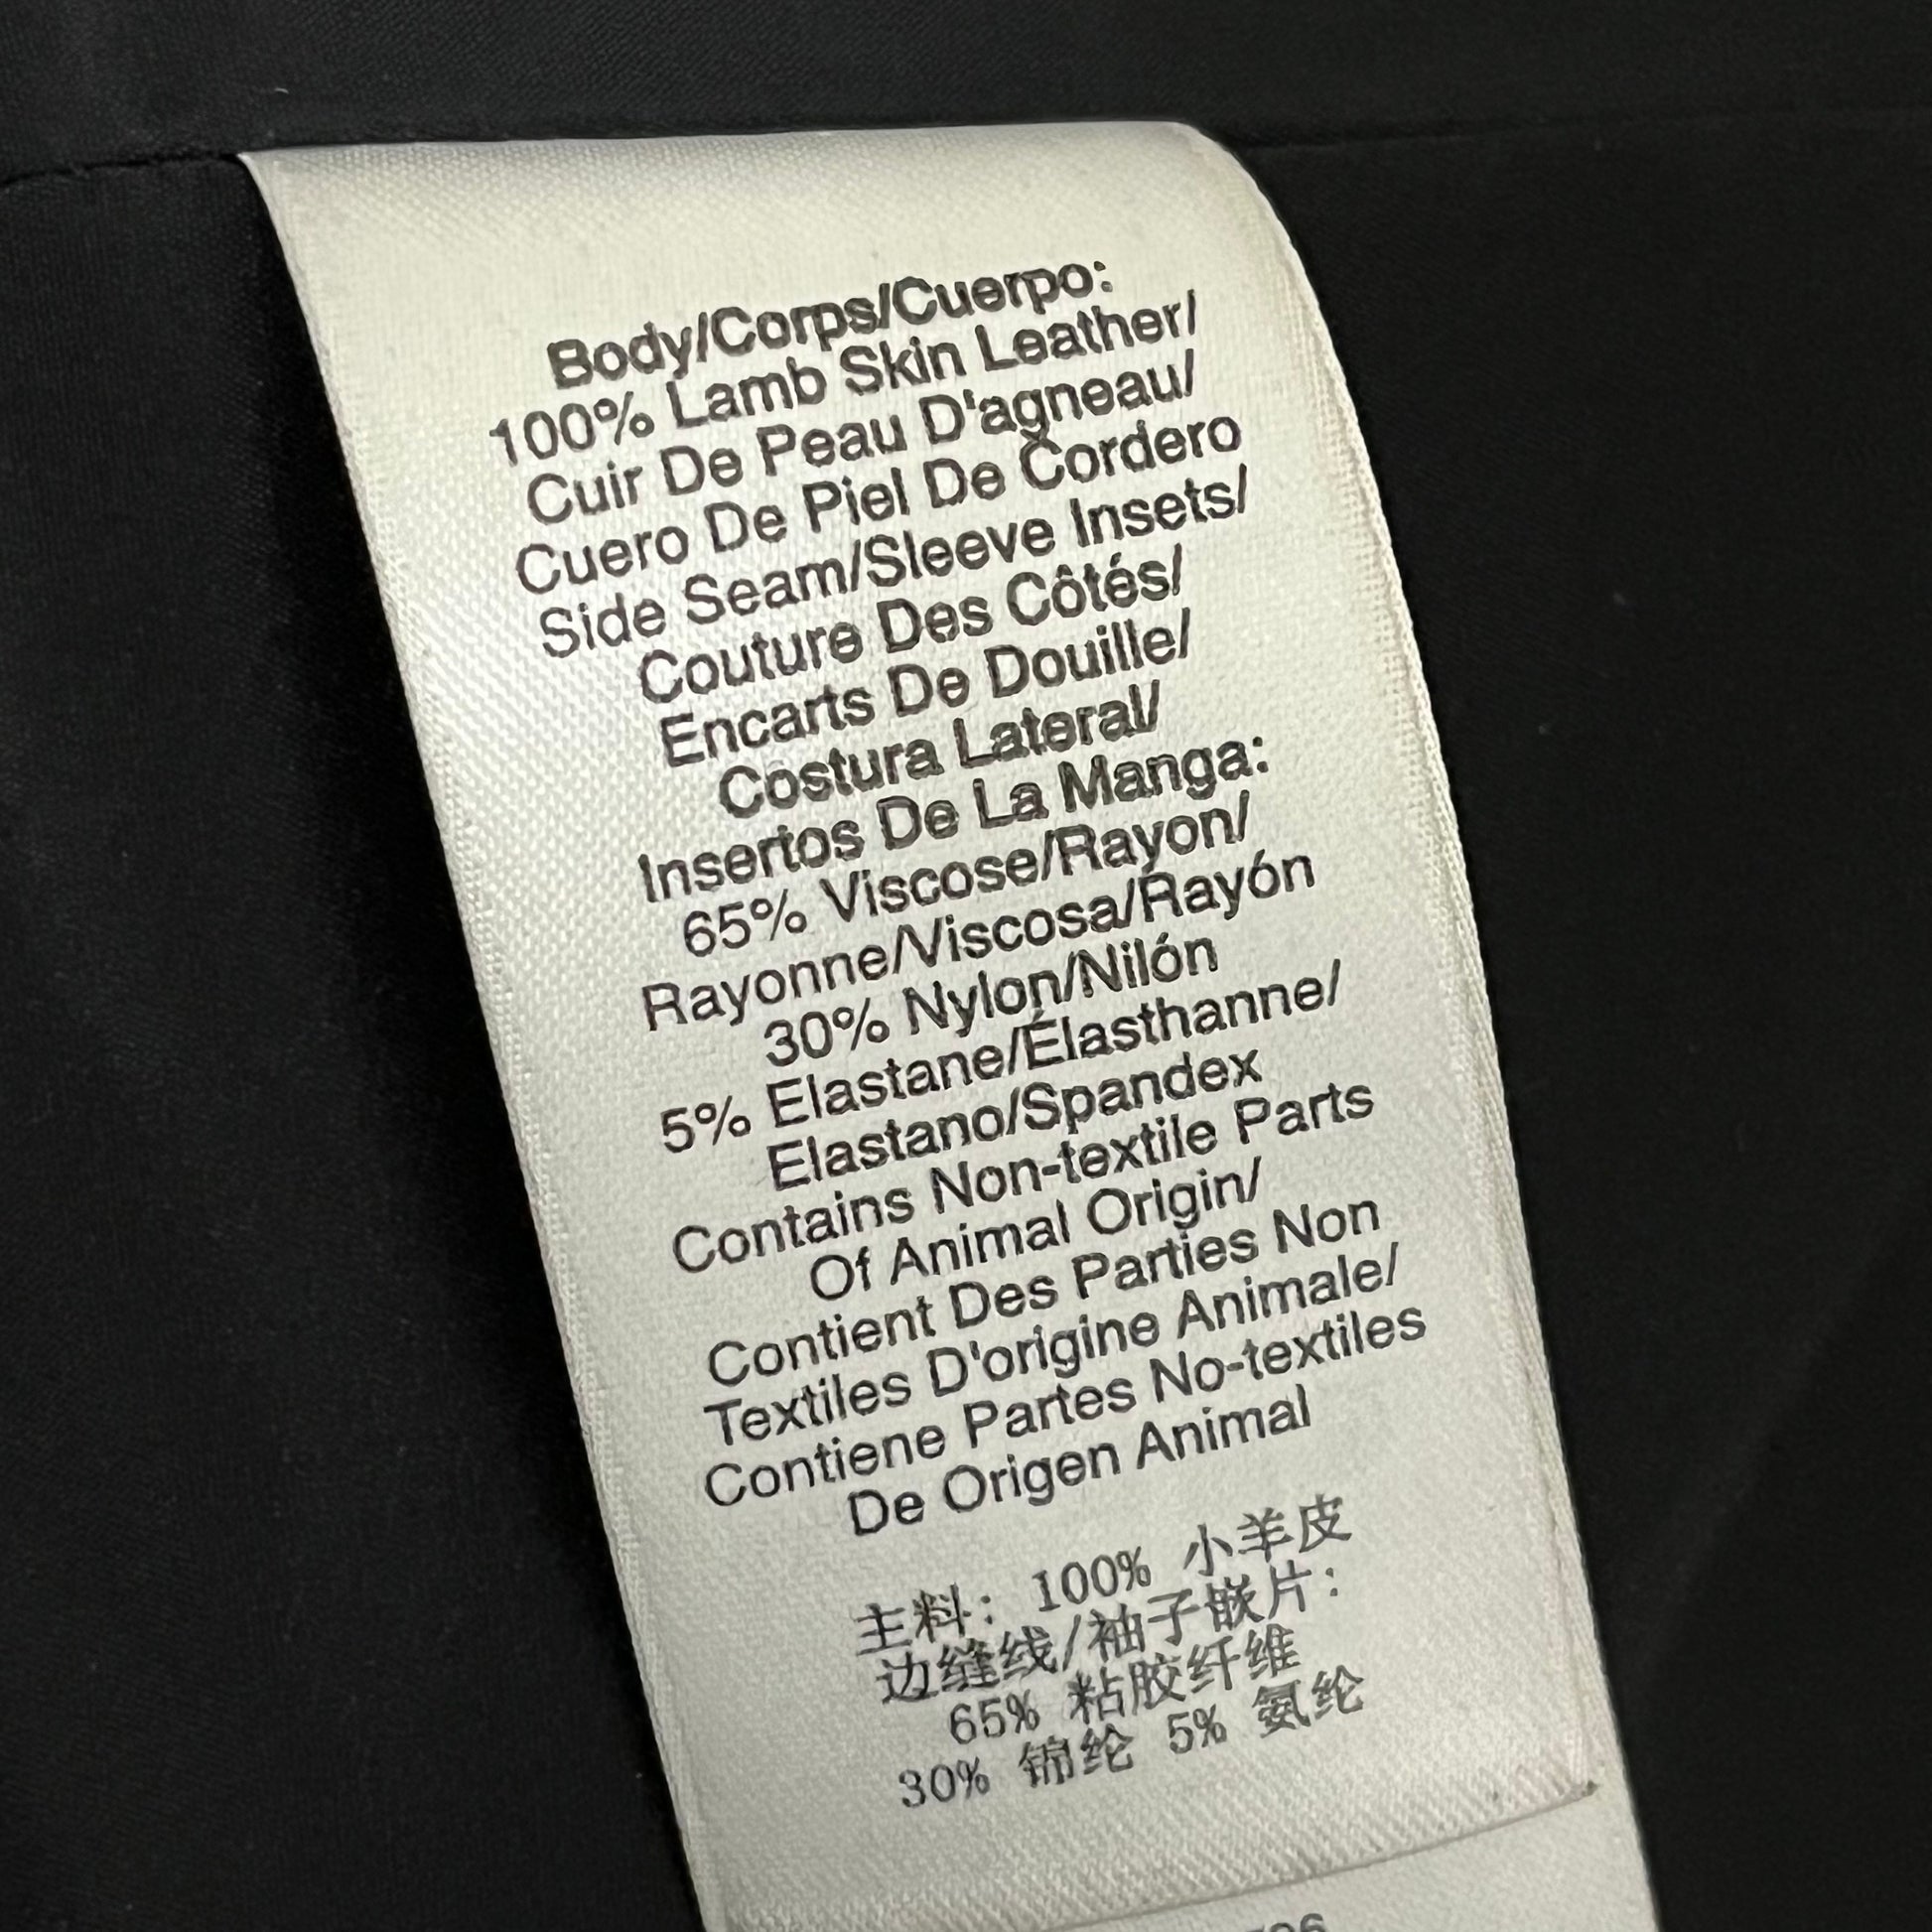 Body/Corps/Cuerpo:
100% Lamb Skin Leather/
Cuir De Peau D'agneau/
Cuero De Piel De Cordero
Side Seam/Sleeve Insets/
Couture Des Côtés/
Encarts De Douille/
Costura Lateral/
Insertos De La Manga:
65% Viscose/Rayon/
Rayonne/Viscosa/Rayón
30% Nylon/Nilón
5% Elastane/Élasthanne/
Elastano/Spandex
Contains Non-textile Parts
Of Animal Origin/
Contient Des Parties Non
Textiles D'origine Animale/
Contiene Partes No-textiles
De Origen Animal
主料: 100% 小羊皮
边缝线/袖子嵌片:
65% 粘胶纤维
30% 锦纶 5% 氨纶